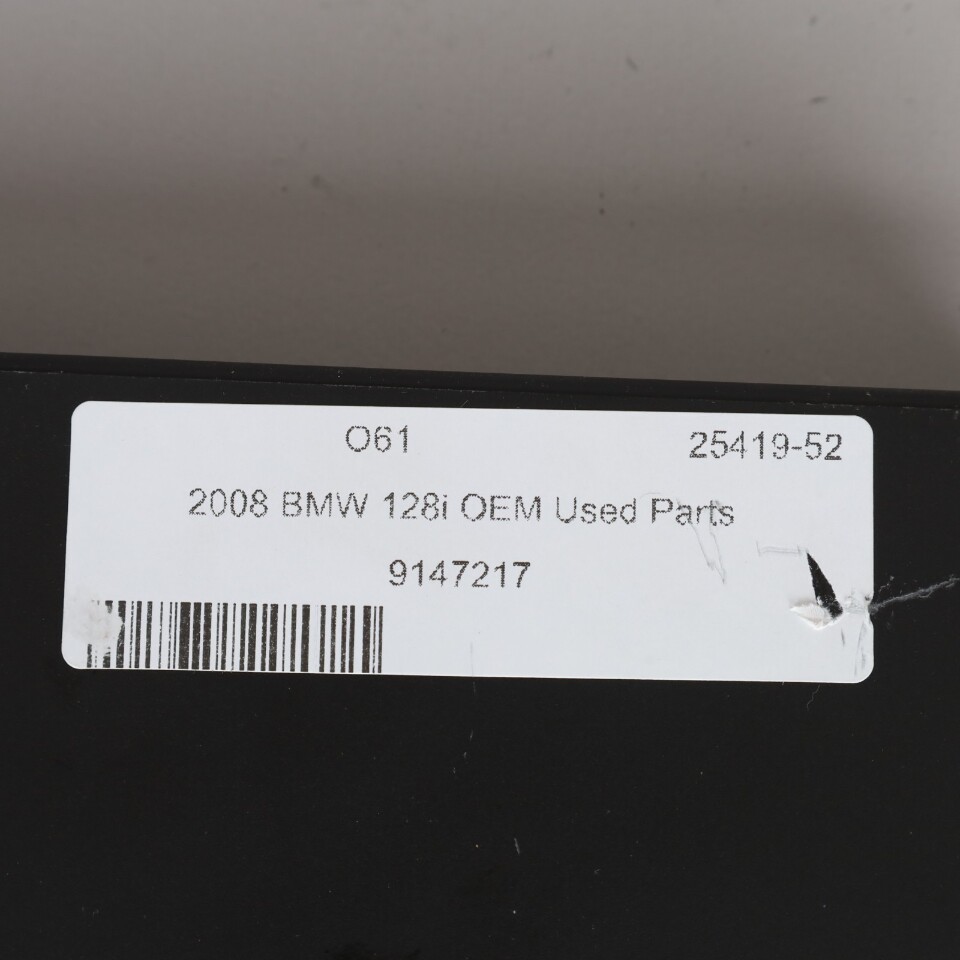 O61 25419-52
2008 BMW 128i OEM Used Parts
9147217